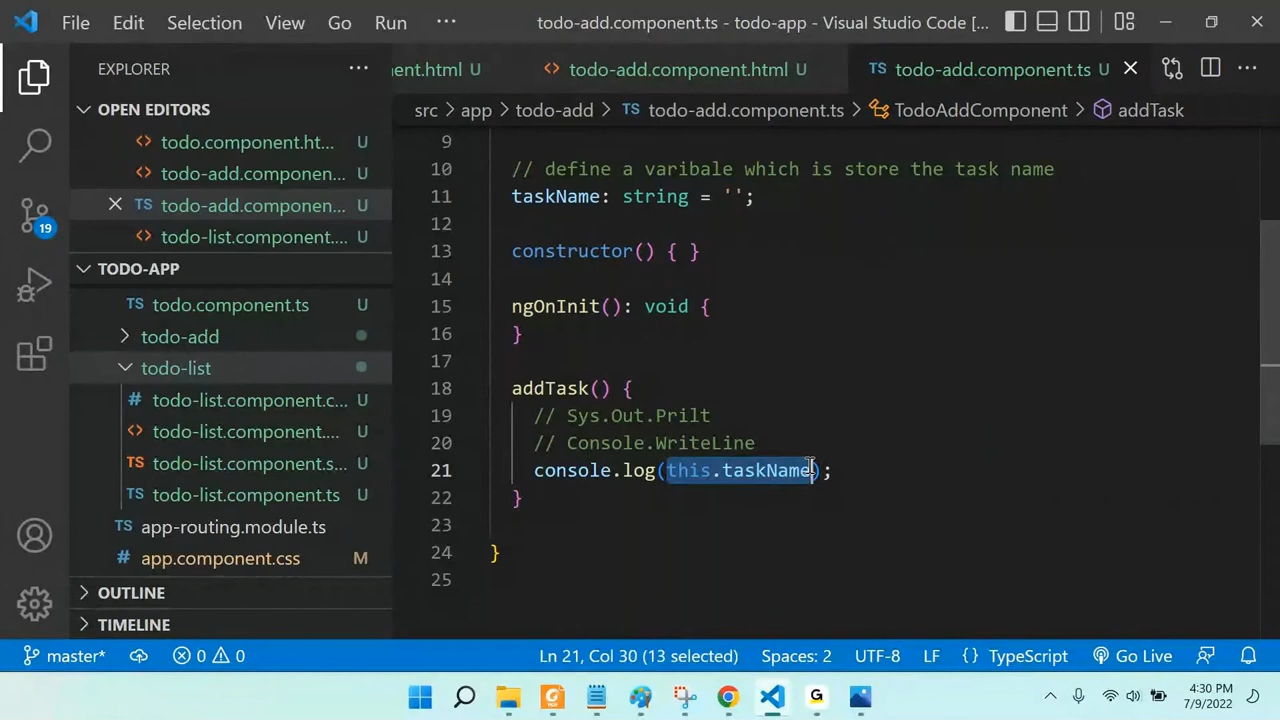 File Edit Selection View Go Run ··· todo-add.component.ts - todo-app - Visual Studio Code [...
EXPLORER ··· ent.html U <> todo-add.component.html U TS todo-add.component.ts U
src > app > todo-add > TS todo-add.component.ts > TodoAddComponent > addTask
OPEN EDITORS
<> todo.component.ht... U
<> todo-add.componen... U
TS todo-add.componen... U
<> todo-list.component.... U
TODO-APP
TS todo.component.ts U
todo-add
todo-list
# todo-list.component.c... U
<> todo-list.component.... U
TS todo-list.component.s... U
TS todo-list.component.ts U
TS app-routing.module.ts
# app.component.css M
OUTLINE
TIMELINE
19
9
10 // define a varibale which is store the task name
11 taskName: string = '';
12
13 constructor() { }
14
15 ngOnInit(): void {
16 }
17
18 addTask() {
19 // Sys.Out.Prilt
20 // Console.WriteLine
21 console.log(this.taskName);
22 }
23
24 }
25
master* 0 0 Ln 21, Col 30 (13 selected) Spaces: 2 UTF-8 LF {} TypeScript Go Live
4:30 PM
7/9/2022